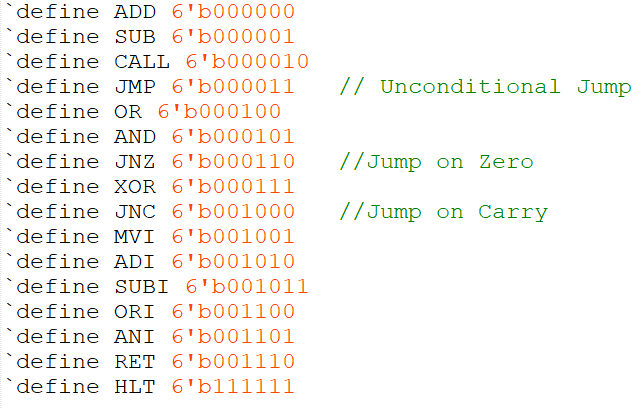 `define ADD 6'b000000
`define SUB 6'b000001
`define CALL 6'b000010
`define JMP 6'b000011 // Unconditional Jump
`define OR 6'b000100
`define AND 6'b000101
`define JNZ 6'b000110 //Jump on Zero
`define XOR 6'b000111
`define JNC 6'b001000 //Jump on Carry
`define MVI 6'b001001
`define ADI 6'b001010
`define SUBI 6'b001011
`define ORI 6'b001100
`define ANI 6'b001101
`define RET 6'b001110
`define HLT 6'b111111